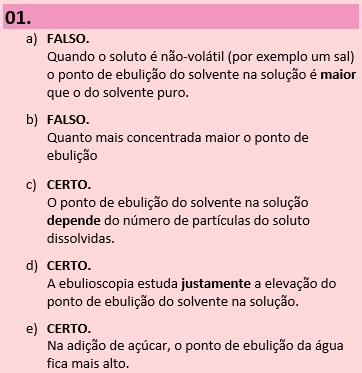 01.
a) FALSO.
Quando o soluto é não-volátil (por exemplo um sal)
o ponto de ebulição do solvente na solução é maior
que o do solvente puro.
b) FALSO.
Quanto mais concentrada maior o ponto de
ebulição
c) CERTO.
O ponto de ebulição do solvente na solução
depende do número de partículas do soluto
dissolvidas.
d) CERTO.
A ebulioscopia estuda justamente a elevação do
ponto de ebulição do solvente na solução.
e) CERTO.
Na adição de açúcar, o ponto de ebulição da água
fica mais alto.